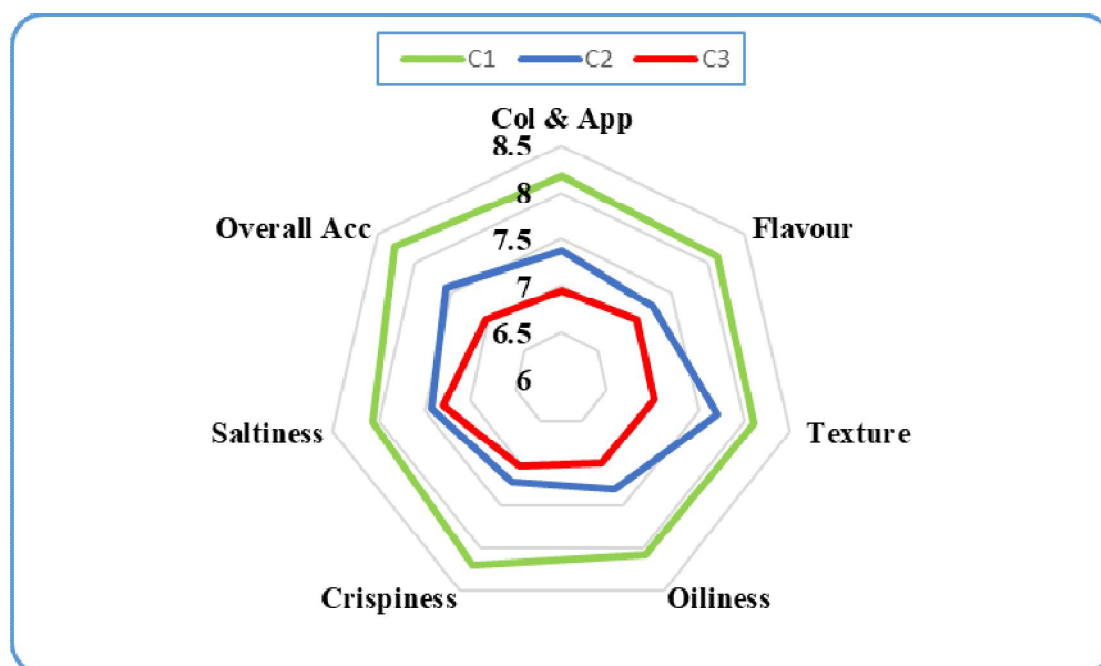 C1 C2 C3
Col & App
8.5
8
Overall Acc
Flavour
7.5
7
6.5
6
Saltiness
Texture
Crispiness
Oiliness